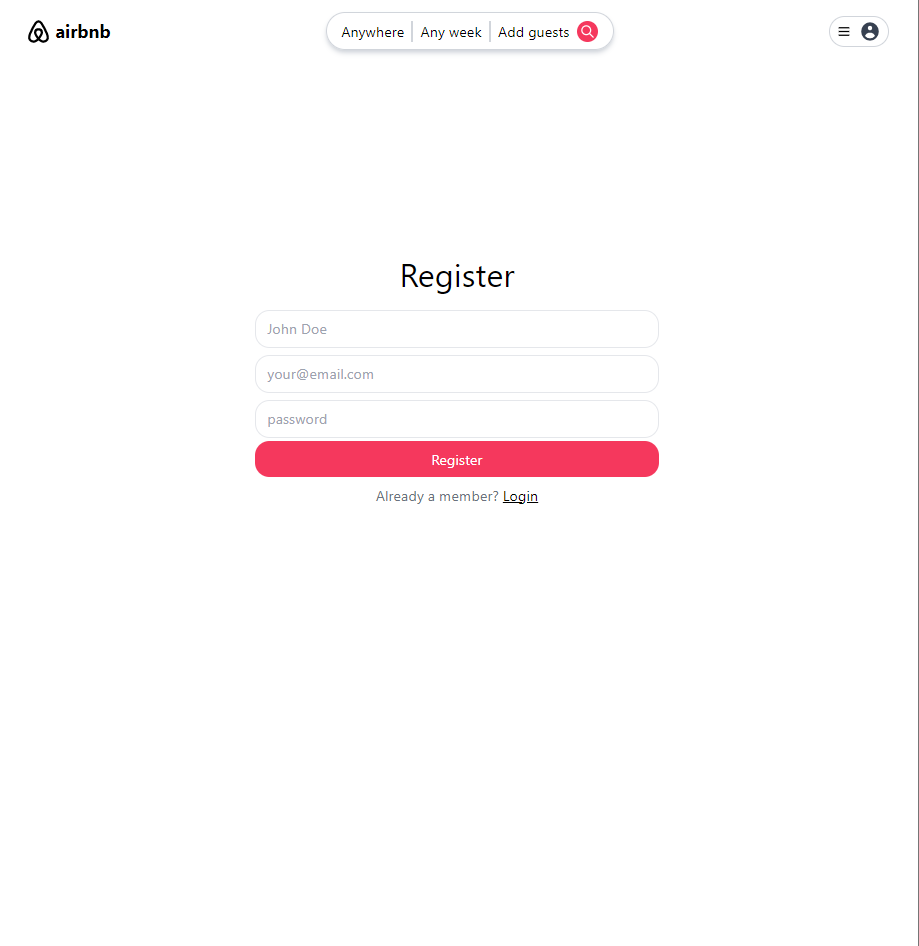 airbnb
Anywhere Any week Add guests
Register
John Doe
your@email.com
password
Register
Already a member? Login